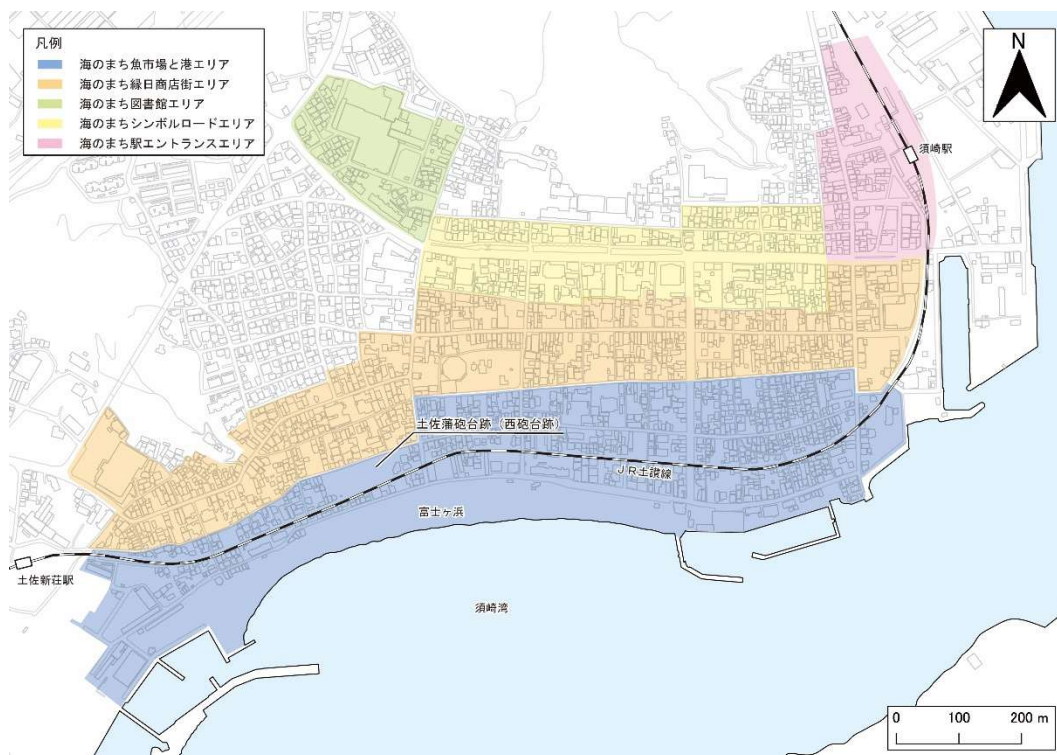 凡例
海のまち魚市場と港エリア
海のまち縁日商店街エリア
海のまち図書館エリア
海のまちシンボルロードエリア
海のまち駅エントランスエリア
N
須崎駅
土佐藩砲台跡（西砲台跡）
JR土讃線
富士ヶ浜
土佐新荘駅
須崎湾
0 100 200 m